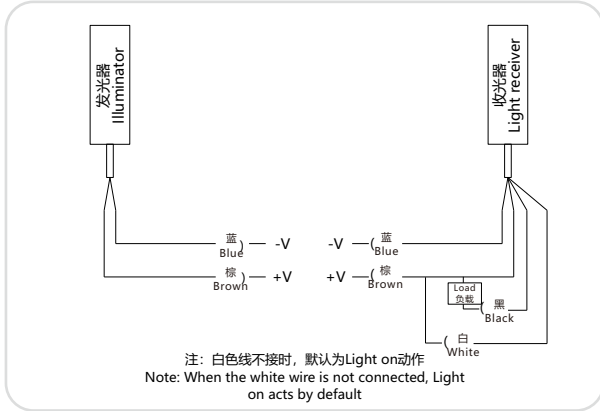 发光器
Illuminator
收光器
Light receiver
蓝
Blue
-V
-V
蓝
Blue
棕
Brown
+V
+V
棕
Brown
Load
负载
黑
Black
白
White
注：白色线不接时，默认为Light on动作
Note: When the white wire is not connected, Light
on acts by default